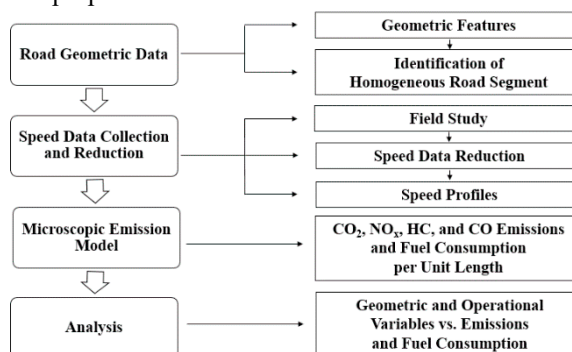 Geometric Features
Road Geometric Data
Identification of
Homogeneous Road Segment
Field Study
Speed Data Collection
and Reduction
Speed Data Reduction
Speed Profiles
Microscopic Emission
Model
CO₂, NOₓ, HC, and CO Emissions
and Fuel Consumption
per Unit Length
Analysis
Geometric and Operational
Variables vs. Emissions
and Fuel Consumption